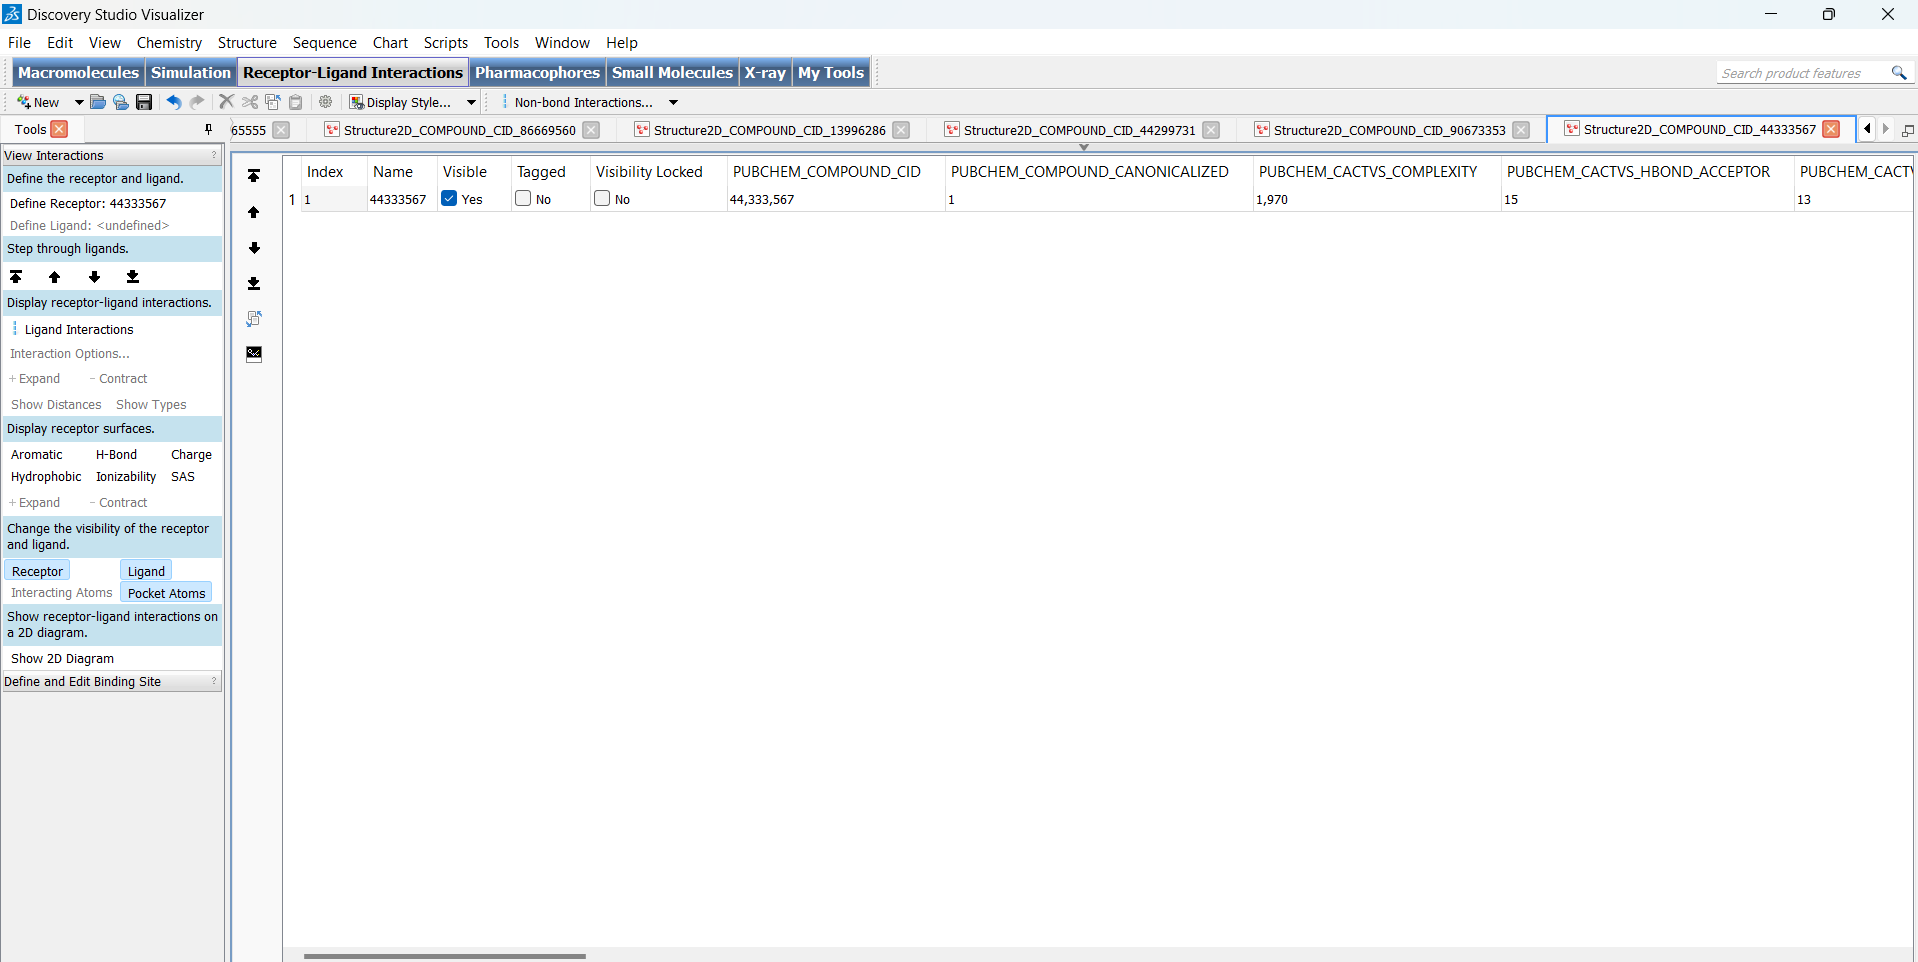 Discovery Studio Visualizer
File Edit View Chemistry Structure Sequence Chart Scripts Tools Window Help
Macromolecules Simulation Receptor-Ligand Interactions Pharmacophores Small Molecules X-ray My Tools
Search product features
New Display Style... Non-bond Interactions...
Tools
65555 Structure2D_COMPOUND_CID_86669560 Structure2D_COMPOUND_CID_13996286 Structure2D_COMPOUND_CID_44299731 Structure2D_COMPOUND_CID_90673353 Structure2D_COMPOUND_CID_44333567
View Interactions ?
Define the receptor and ligand.
Define Receptor: 44333567
Define Ligand: <undefined>
Step through ligands.
Display receptor-ligand interactions.
Ligand Interactions
Interaction Options...
+ Expand - Contract
Show Distances Show Types
Display receptor surfaces.
Aromatic H-Bond Charge
Hydrophobic Ionizability SAS
+ Expand - Contract
Change the visibility of the receptor
and ligand.
Receptor Ligand
Interacting Atoms Pocket Atoms
Show receptor-ligand interactions on
a 2D diagram.
Show 2D Diagram
Define and Edit Binding Site ?
Index Name Visible Tagged Visibility Locked PUBCHEM_COMPOUND_CID PUBCHEM_COMPOUND_CANONICALIZED PUBCHEM_CACTVS_COMPLEXITY PUBCHEM_CACTVS_HBOND_ACCEPTOR PUBCHEM_CACTV
1 1 44333567 Yes No No 44,333,567 1 1,970 15 13